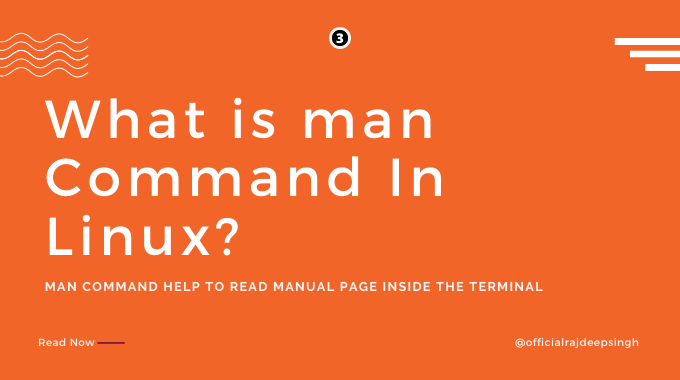 3
What is man
Command In
Linux?
MAN COMMAND HELP TO READ MANUAL PAGE INSIDE THE TERMINAL
Read Now
@officialrajdeepsingh